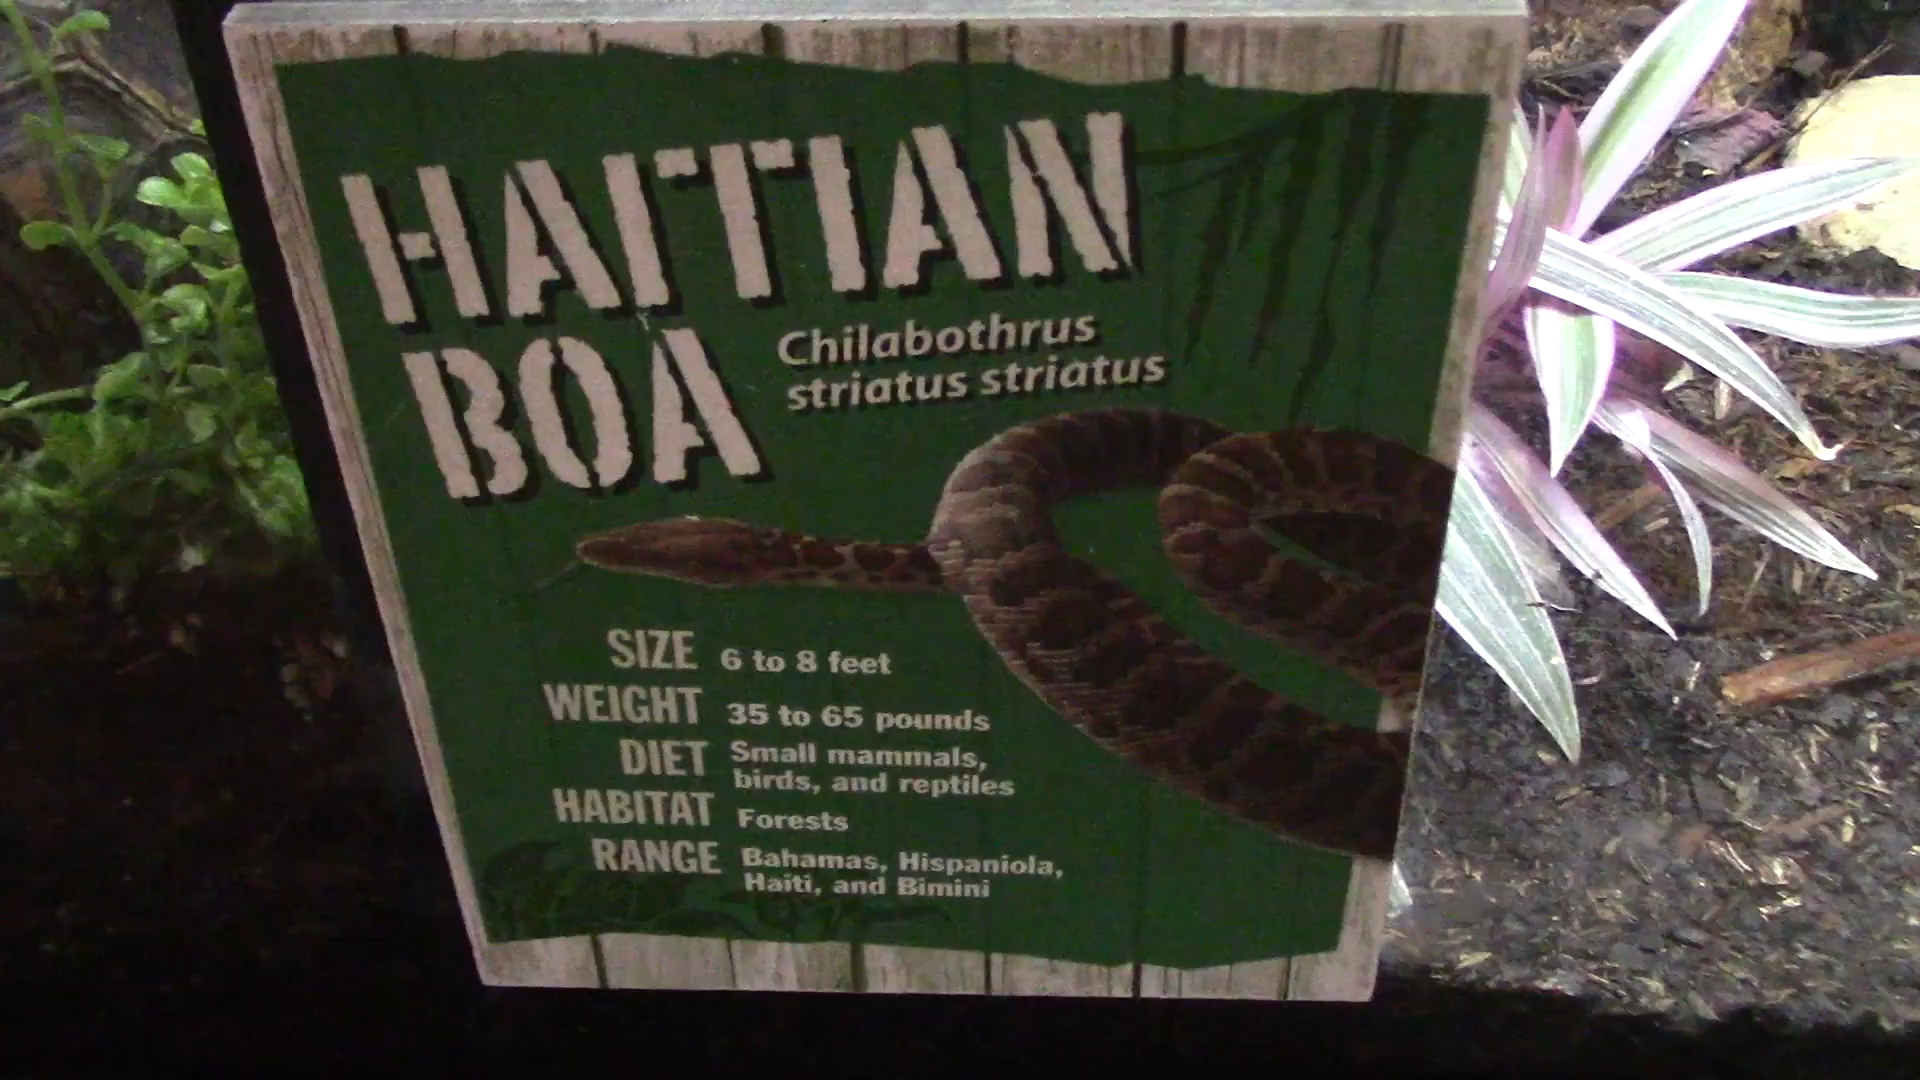 HAITIAN
BOA
Chilabothrus
striatus striatus
SIZE 6 to 8 feet
WEIGHT 35 to 65 pounds
DIET Small mammals,
birds, and reptiles
HABITAT Forests
RANGE Bahamas, Hispaniola,
Haiti, and Bimini